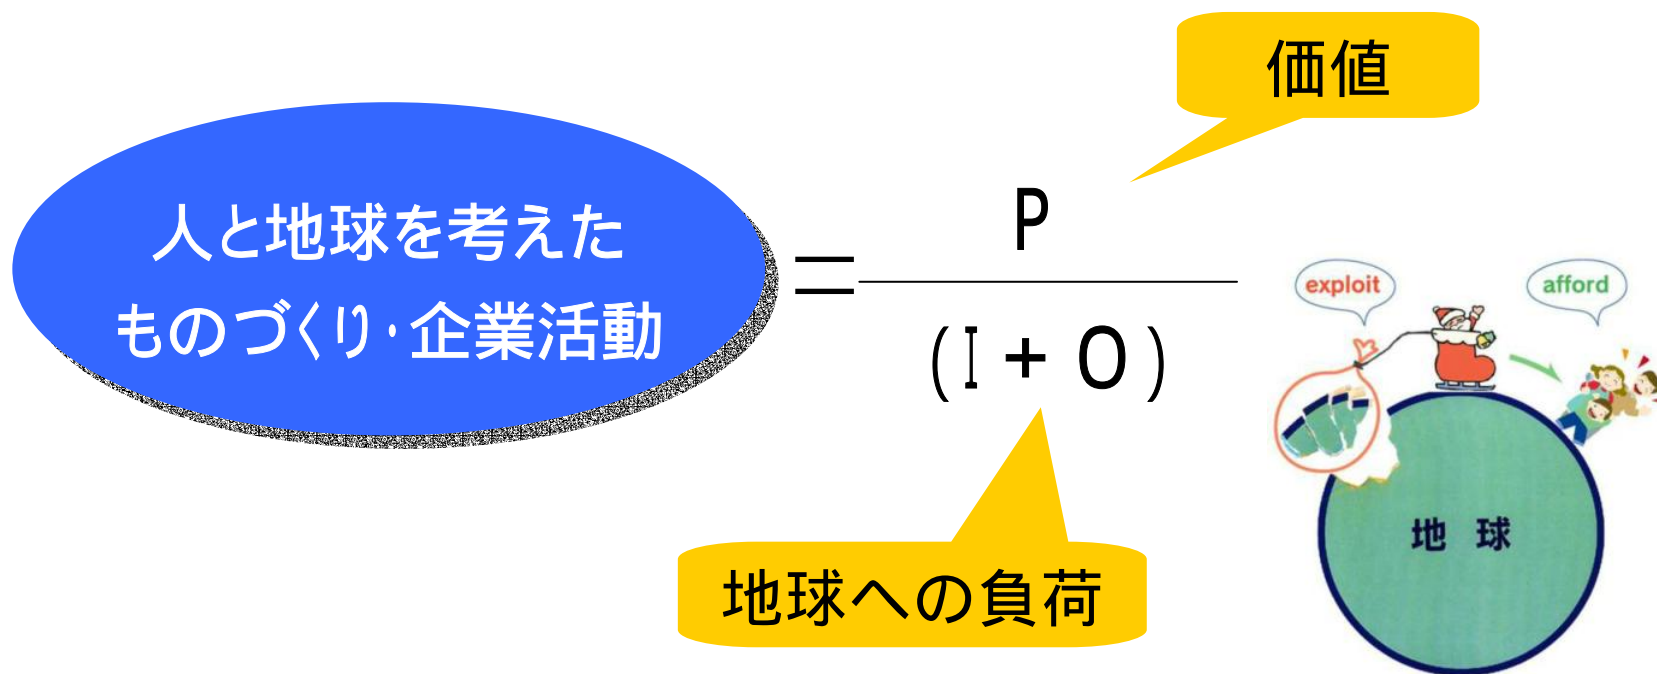 価値
人と地球を考えた
ものづくり・企業活動
=
P
(I + O)
exploit
afford
地球
地球への負荷